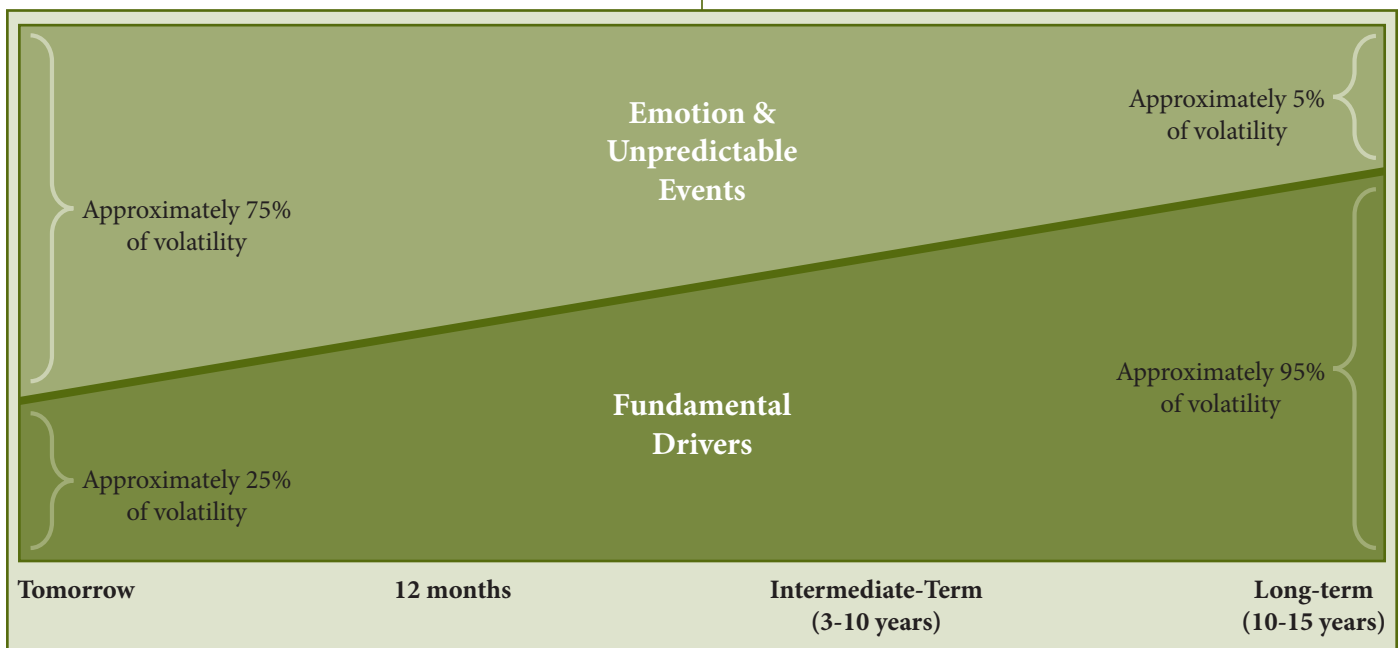 Emotion &
Unpredictable
Events
Approximately 5%
of volatility
Approximately 75%
of volatility
Approximately 95%
of volatility
Fundamental
Drivers
Approximately 25%
of volatility
Tomorrow
12 months
Intermediate-Term
(3-10 years)
Long-term
(10-15 years)